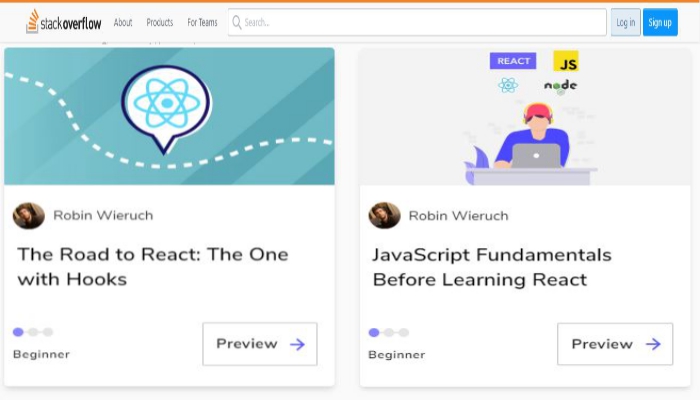 stackoverflow About Products For Teams Search... Log in Sign up
REACT JS
node
Robin Wieruch
The Road to React: The One
with Hooks
Beginner
Preview →
Robin Wieruch
JavaScript Fundamentals
Before Learning React
Beginner
Preview →